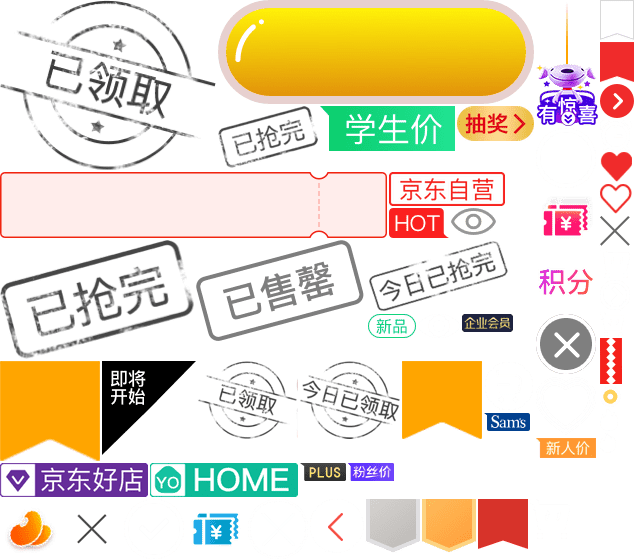 已领取
已抢完
学生价
抽奖
有惊喜
京东自营
HOT
¥
积分
已抢完
已售罄
今日已抢完
新品
企业会员
即将
开始
已领取
今日已领取
Sam's
新人价
京东好店
YO
HOME
PLUS
粉丝价
¥